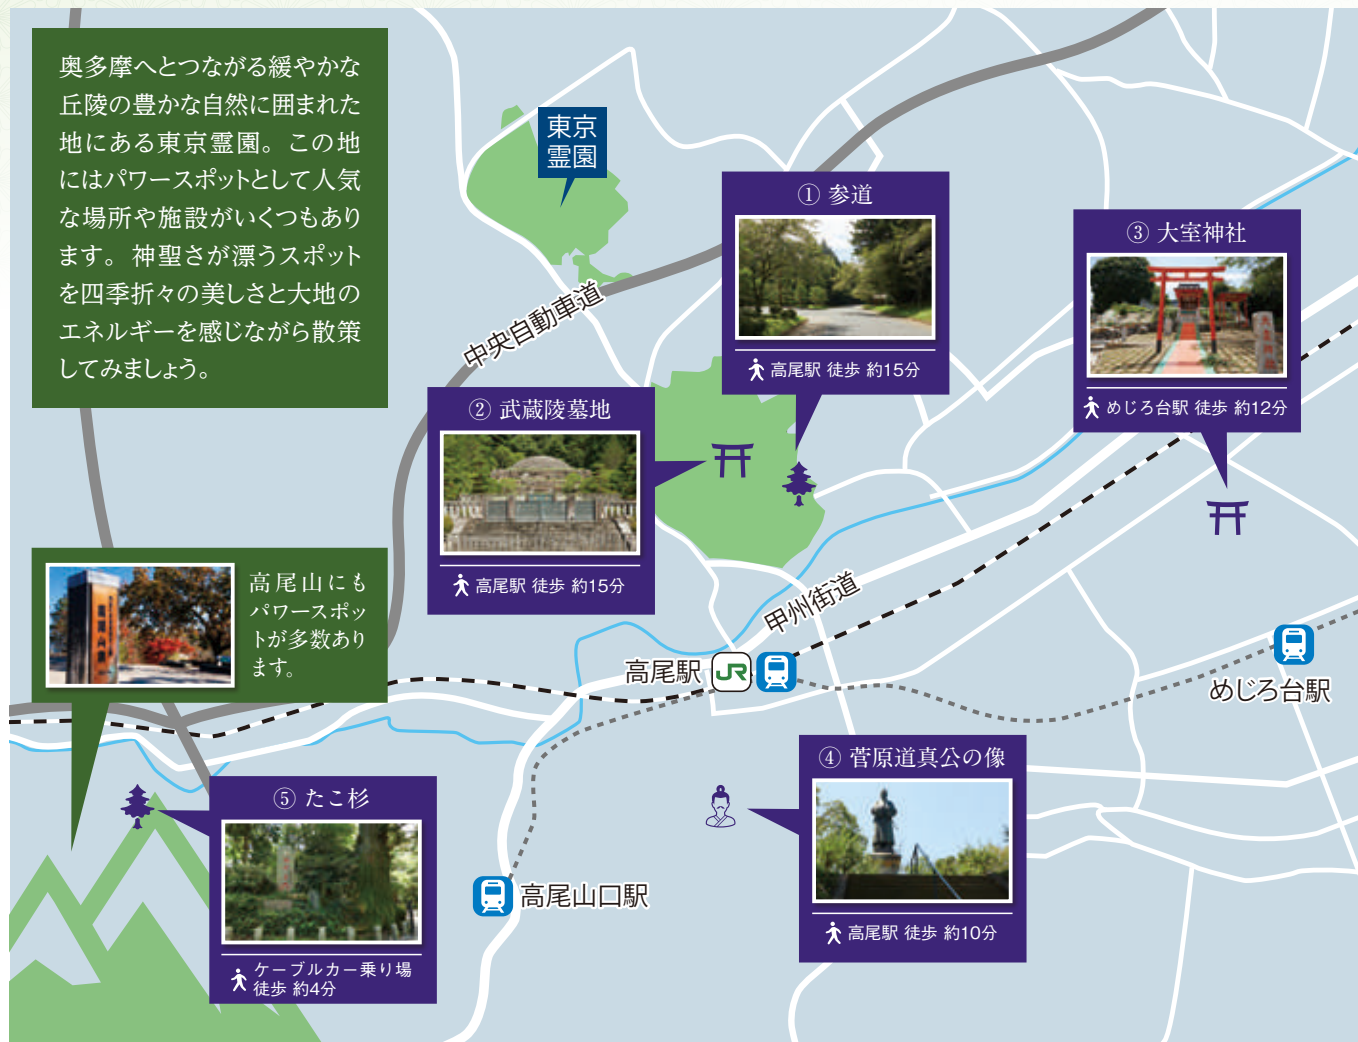 奥多摩へとつながる緩やかな
丘陵の豊かな自然に囲まれた
地にある東京霊園。この地
にはパワースポットとして人気
な場所や施設がいくつもあり
ます。神聖さが漂うスポット
を四季折々の美しさと大地の
エネルギーを感じながら散策
してみましょう。
東京
霊園
① 参道
高尾駅 徒歩 約15分
③ 大室神社
めじろ台駅 徒歩 約12分
中央自動車道
② 武蔵陵墓地
高尾駅 徒歩 約15分
高尾山にも
パワースポッ
トが多数あり
ます。
甲州街道
高尾駅
JR
めじろ台駅
④ 菅原道真公の像
高尾駅 徒歩 約10分
⑤ たこ杉
ケーブルカー乗り場
徒歩 約4分
高尾山口駅